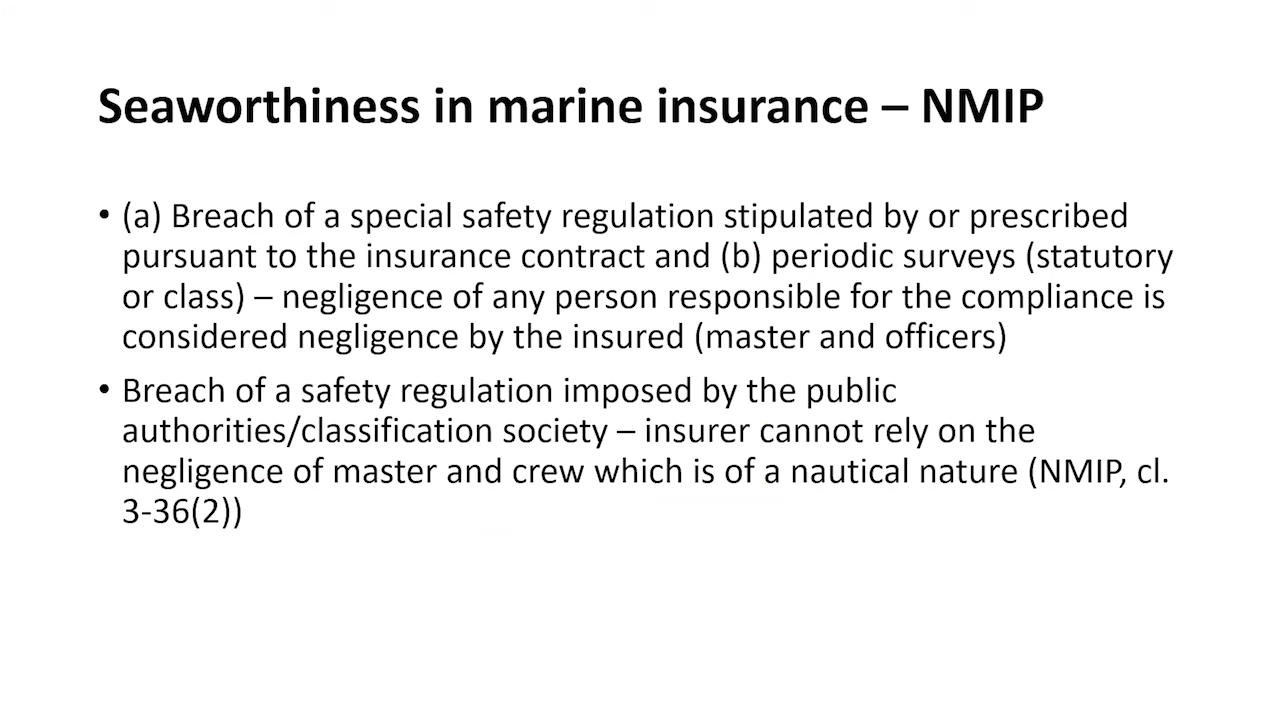 Seaworthiness in marine insurance – NMIP
• (a) Breach of a special safety regulation stipulated by or prescribed
pursuant to the insurance contract and (b) periodic surveys (statutory
or class) – negligence of any person responsible for the compliance is
considered negligence by the insured (master and officers)
• Breach of a safety regulation imposed by the public
authorities/classification society – insurer cannot rely on the
negligence of master and crew which is of a nautical nature (NMIP, cl.
3-36(2))